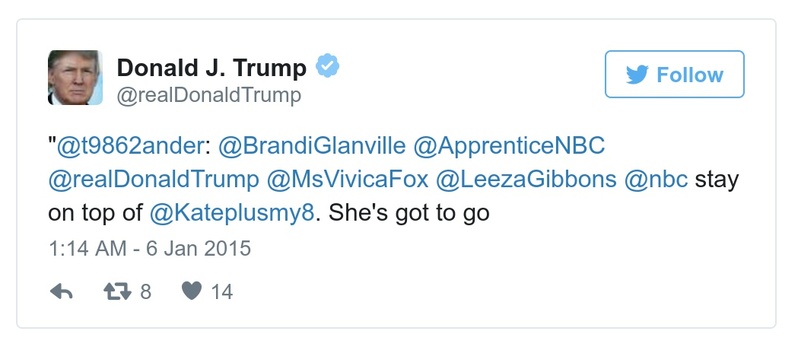 Donald J. Trump
@realDonaldTrump
Follow
"@t9862ander: @BrandiGlanville @ApprenticeNBC
@realDonaldTrump @MsVivicaFox @LeezaGibbons @nbc stay
on top of @Kateplusmy8. She's got to go
1:14 AM - 6 Jan 2015
8 14